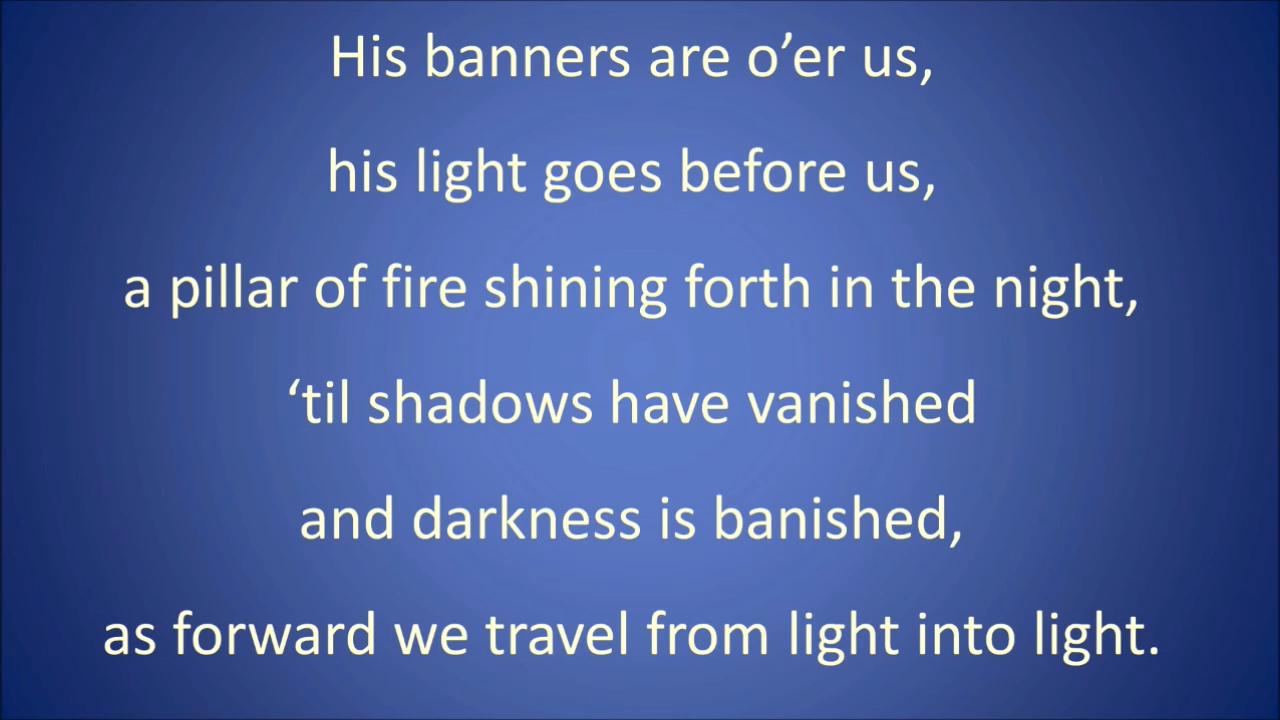 His banners are o’er us,
his light goes before us,
a pillar of fire shining forth in the night,
‘til shadows have vanished
and darkness is banished,
as forward we travel from light into light.